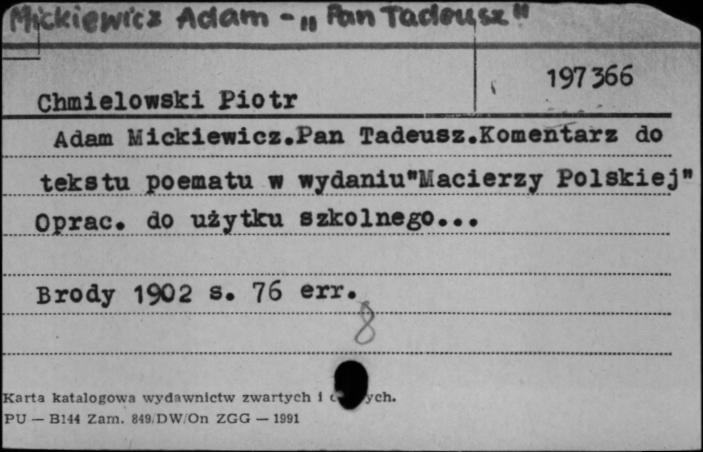 Mickiewicz Adam - „Pan Tadeusz"
197366
Chmielowski Piotr
Adam Mickiewicz.Pan Tadeusz.Komentarz do
tekstu poematu w wydaniu"Macierzy Polskiej"
Oprac. do użytku szkolnego...
Brody 1902 s. 76 err.
8
Karta katalogowa wydawnictw zwartych i
PU — B144 Zam. 849/DW/On ZGG — 1991